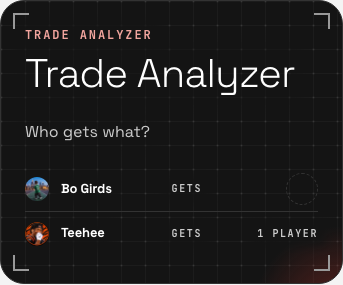 TRADE ANALYZER
Trade Analyzer
Who gets what?
Bo Girds GETS
Teehee GETS 1 PLAYER